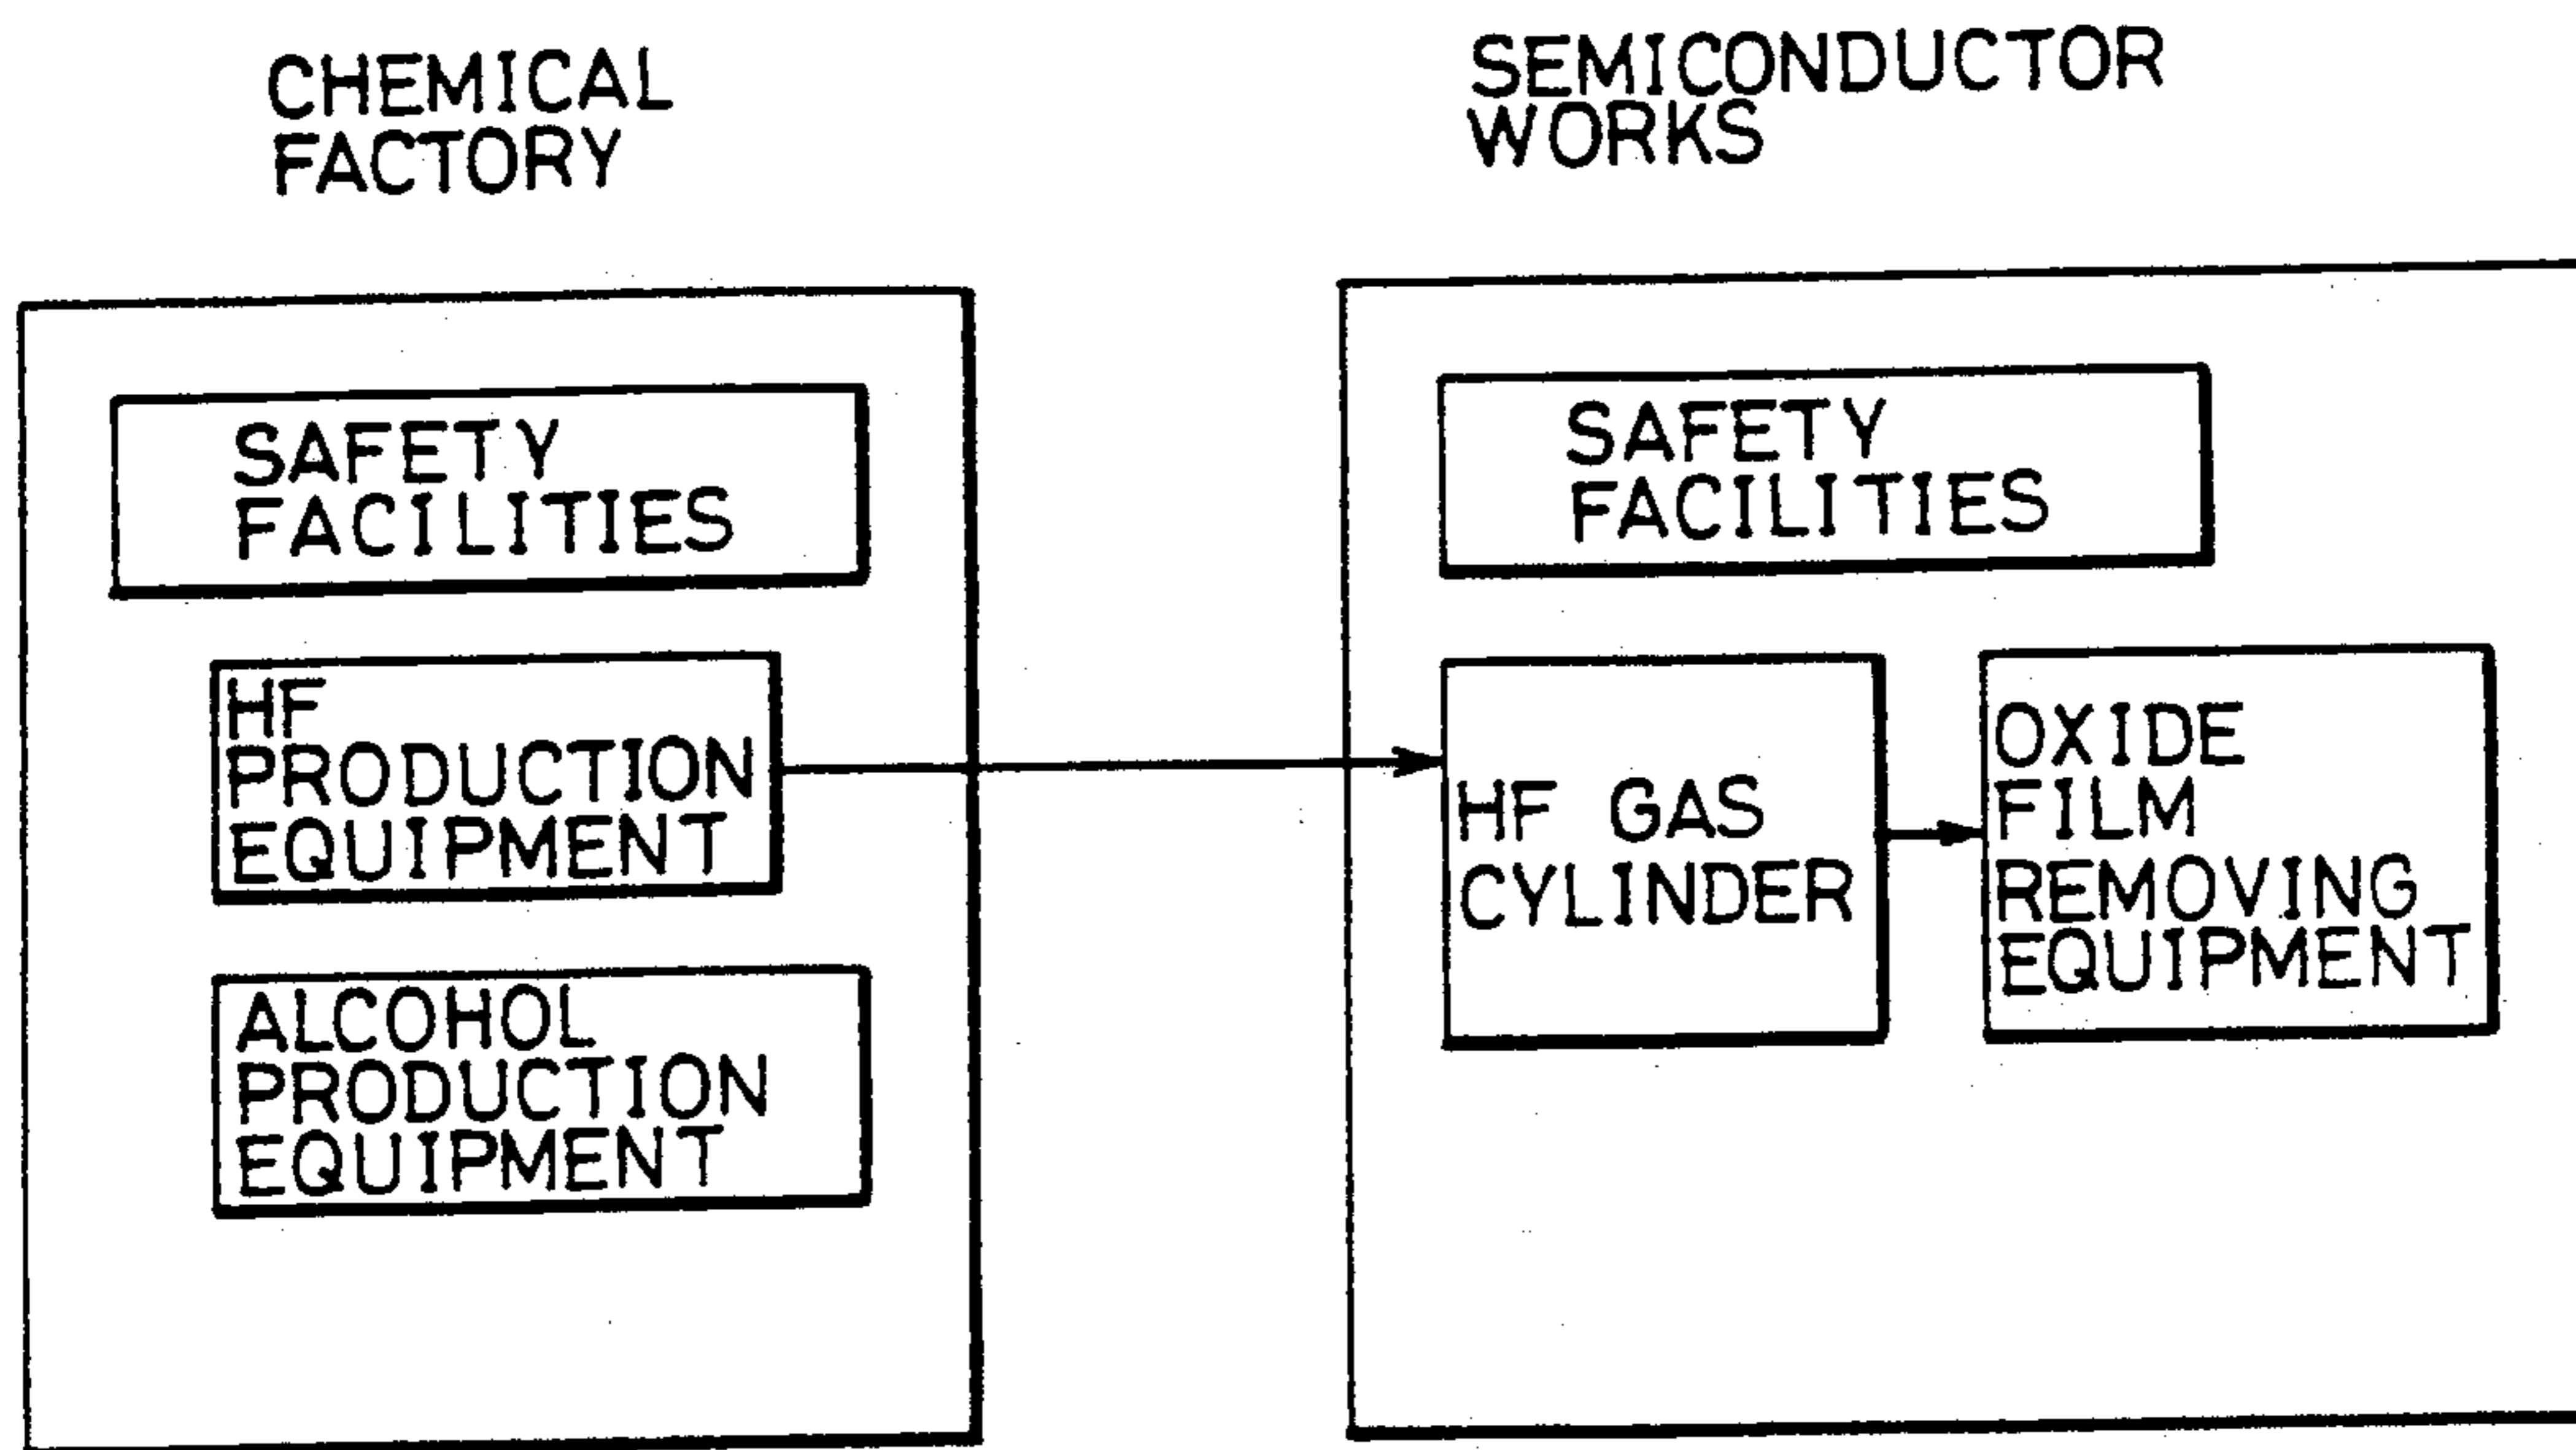 CHEMICAL
FACTORY
SEMICONDUCTOR
WORKS
SAFETY
FACILITIES
HF
PRODUCTION
EQUIPMENT
ALCOHOL
PRODUCTION
EQUIPMENT
SAFETY
FACILITIES
HF GAS
CYLINDER
OXIDE
FILM
REMOVING
EQUIPMENT